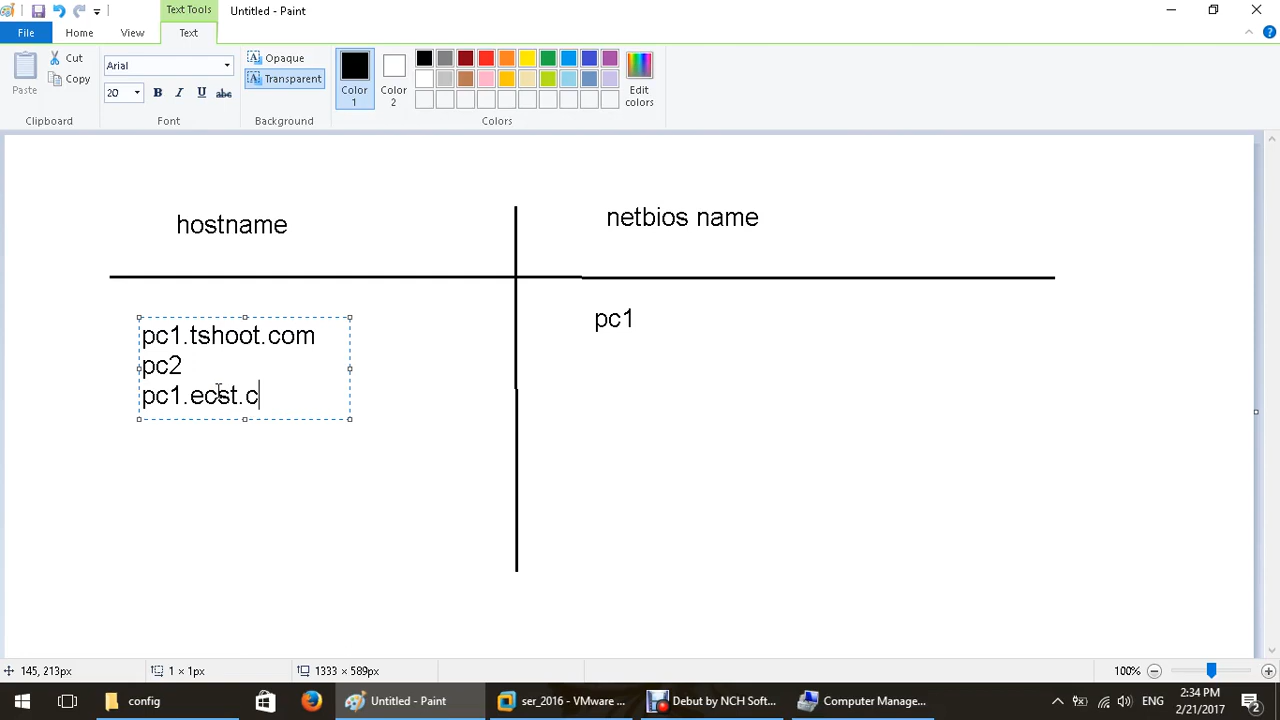 Text Tools
Untitled - Paint
File
Home
View
Text
Paste
Cut
Copy
Clipboard
Arial
20
B I U abc
Font
Opaque
Transparent
Background
Color 1
Color 2
Edit colors
Colors
hostname
netbios name
pc1.tshoot.com
pc2
pc1.ecst.c
pc1
145, 213px
1 × 1px
1333 × 589px
100%
config
Untitled - Paint
ser_2016 - VMware ...
Debut by NCH Soft...
Computer Manage...
ENG
2:34 PM
2/21/2017
2